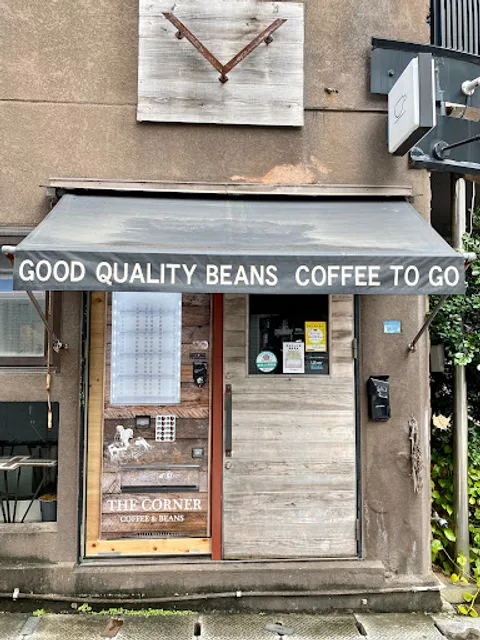 GOOD QUALITY BEANS COFFEE TO GO
THE CORNER
COFFEE & BEANS